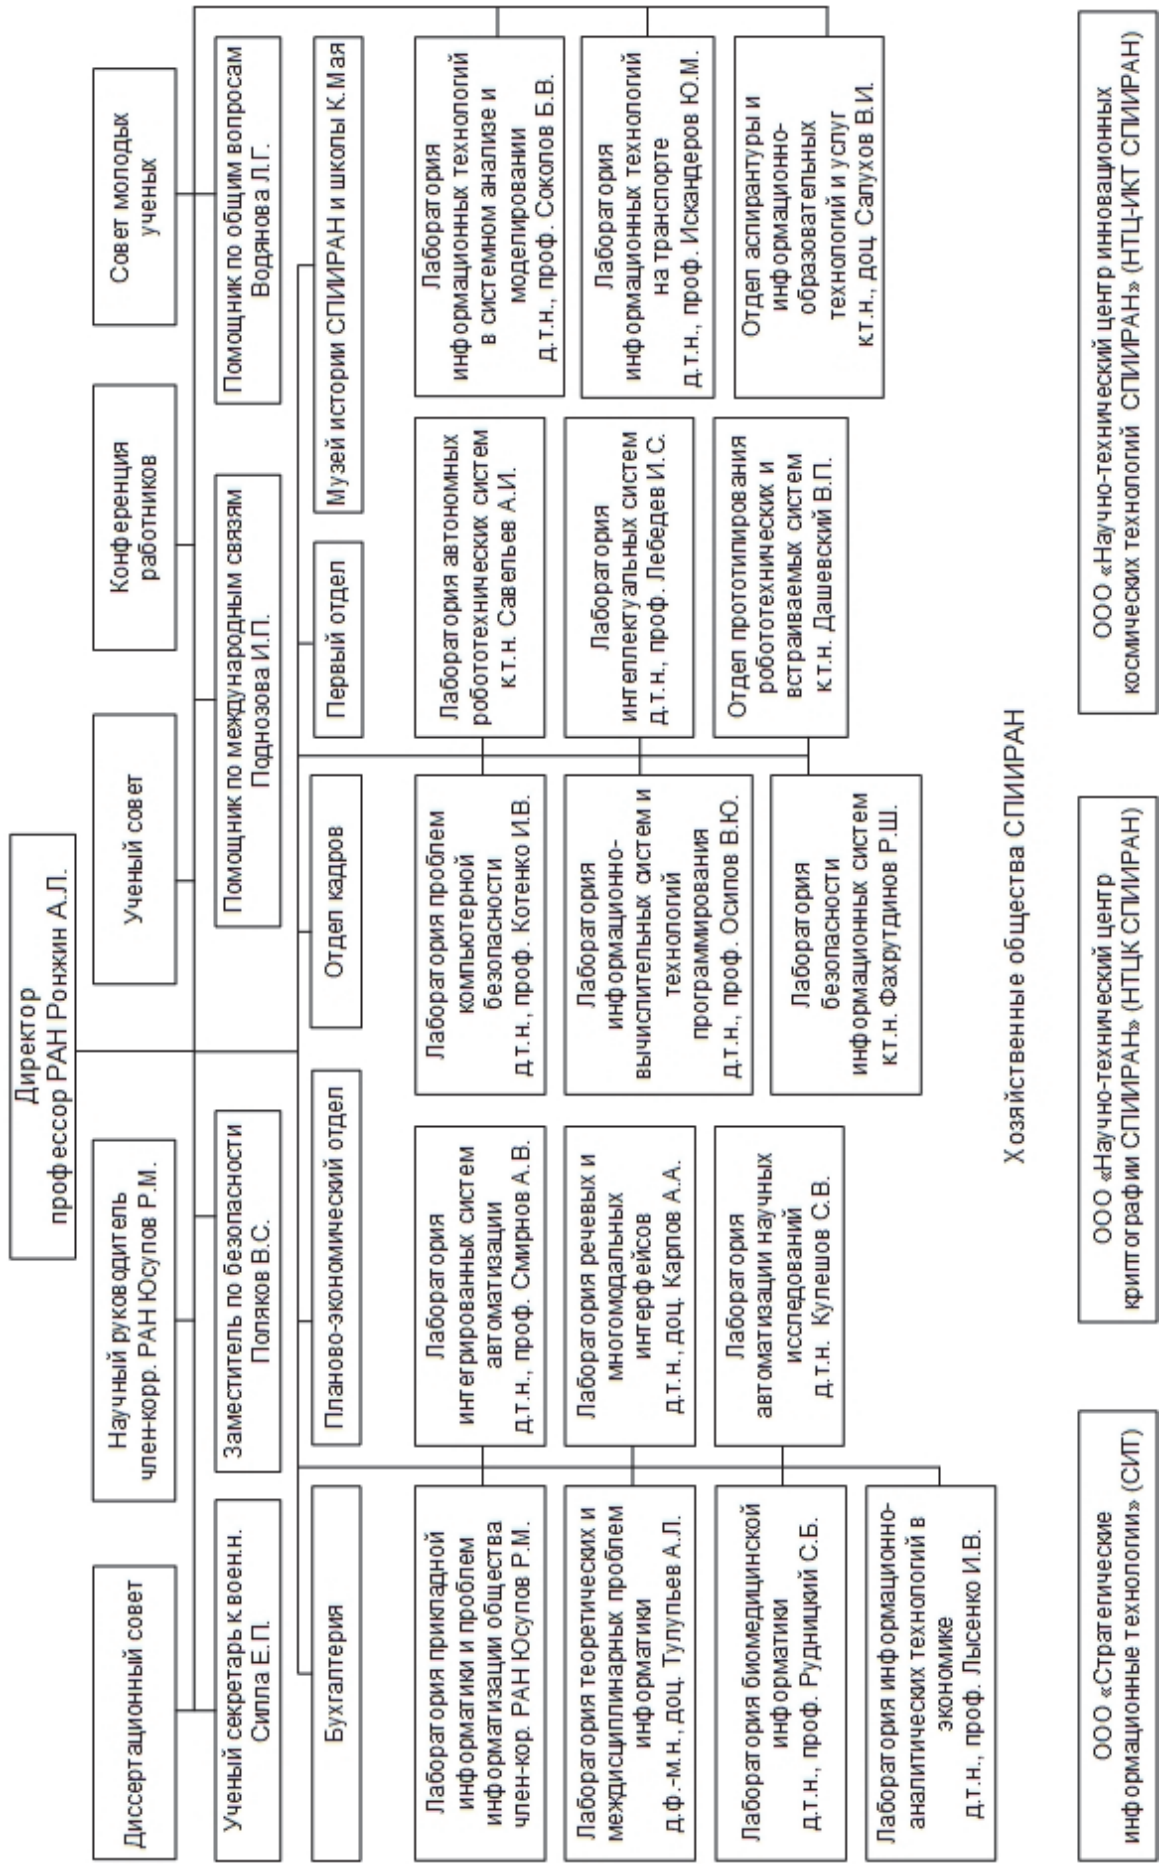 Директор
профессор РАН Ронжин А.Л.
Диссертационный совет
Научный руководитель
член-корр. РАН Юсупов Р.М.
Ученый совет
Конференция
работников
Совет молодых
ученых
Ученый секретарь к.воен.н.
Силла Е.П.
Заместитель по безопасности
Поляков В.С.
Помощник по международным связям
Поднозова И.П.
Помощник по общим вопросам
Водянова Л.Г.
Бухгалтерия
Планово-экономический отдел
Отдел кадров
Первый отдел
Музей истории СПИИРАН и школы К.Мая
Лаборатория прикладной
информатики и проблем
информатизации общества
член-кор. РАН Юсупов Р.М.
Лаборатория теоретических и
междисциплинарных проблем
информатики
д.ф.-м.н., доц. Тулупьев А.Л.
Лаборатория биомедицинской
информатики
д.т.н., проф. Рудницкий С.Б.
Лаборатория информационно-
аналитических технологий в
экономике
д.т.н., проф. Лысенко И.В.
Лаборатория
интегрированных систем
автоматизации
д.т.н., проф. Смирнов А.В.
Лаборатория речевых и
многомодальных
интерфейсов
д.т.н., доц. Карпов А.А.
Лаборатория
автоматизации научных
исследований
д.т.н. Кулешов С.В.
Лаборатория проблем
компьютерной
безопасности
д.т.н., проф. Котенко И.В.
Лаборатория
информационно-
вычислительных систем и
технологий
программирования
д.т.н., проф. Осипов В.Ю.
Лаборатория
безопасности
информационных систем
к.т.н. Фахрутдинов Р.Ш.
Лаборатория автономных
робототехнических систем
к.т.н. Савельев А.И.
Лаборатория
интеллектуальных систем
д.т.н., проф. Лебедев И.С.
Отдел прототипирования
робототехнических и
встраиваемых систем
к.т.н. Дашевский В.П.
Лаборатория
информационных технологий
в системном анализе и
моделировании
д.т.н., проф. Соколов Б.В.
Лаборатория
информационных технологий
на транспорте
д.т.н., проф. Искандеров Ю.М.
Отдел аспирантуры и
информационно-
образовательных
технологий и услуг
к.т.н., доц. Салухов В.И.
Хозяйственные общества СПИИРАН
ООО «Стратегические
информационные технологии» (СИТ)
ООО «Научно-технический центр
криптографии СПИИРАН» (НТЦК СПИИРАН)
ООО «Научно-технический центр инновационных
космических технологий СПИИРАН» (НТЦ-ИКТ СПИИРАН)